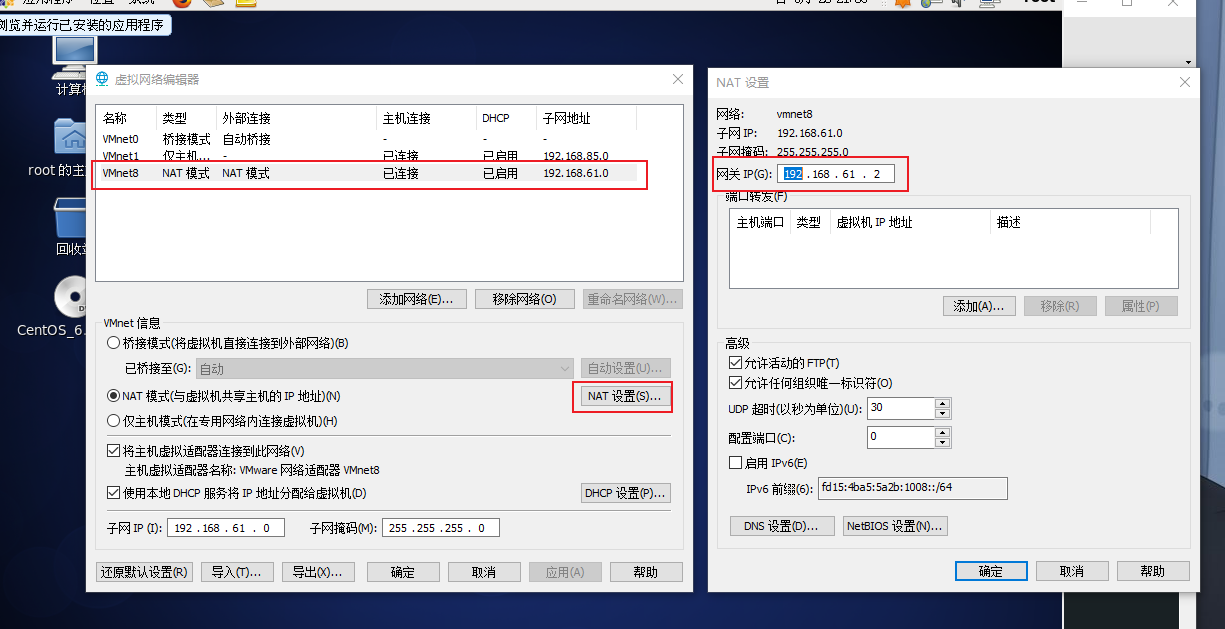 root
浏览并运行已安装的应用程序
计算机
root 的主
回收站
CentOS_6.
虚拟网络编辑器
名称 类型 外部连接 主机连接 DHCP 子网地址
VMnet0 桥接模式 自动桥接 - - -
VMnet1 仅主机... - 已连接 已启用 192.168.85.0
VMnet8 NAT 模式 NAT 模式 已连接 已启用 192.168.61.0
添加网络(E)... 移除网络(O) 重命名网络(W)...
VMnet 信息
桥接模式(将虚拟机直接连接到外部网络)(B)
已桥接至(G): 自动 自动设置(U)...
NAT 模式(与虚拟机共享主机的 IP 地址)(N) NAT 设置(S)...
仅主机模式(在专用网络内连接虚拟机)(H)
将主机虚拟适配器连接到此网络(V)
主机虚拟适配器名称: VMware 网络适配器 VMnet8
使用本地 DHCP 服务将 IP 地址分配给虚拟机(D) DHCP 设置(P)...
子网 IP (I): 192 . 168 . 61 . 0 子网掩码(M): 255 . 255 . 255 . 0
还原默认设置(R) 导入(T)... 导出(X)... 确定 取消 应用(A) 帮助
NAT 设置
网络: vmnet8
子网 IP: 192.168.61.0
子网掩码: 255.255.255.0
网关 IP(G): 192 . 168 . 61 . 2
端口转发(F)
主机端口 类型 虚拟机 IP 地址 描述
添加(A)... 移除(R) 属性(P)
高级
允许活动的 FTP(T)
允许任何组织唯一标识符(O)
UDP 超时(以秒为单位)(U): 30
配置端口(C): 0
启用 IPv6(E)
IPv6 前缀(6): fd15:4ba5:5a2b:1008::/64
DNS 设置(D)... NetBIOS 设置(N)...
确定 取消 帮助